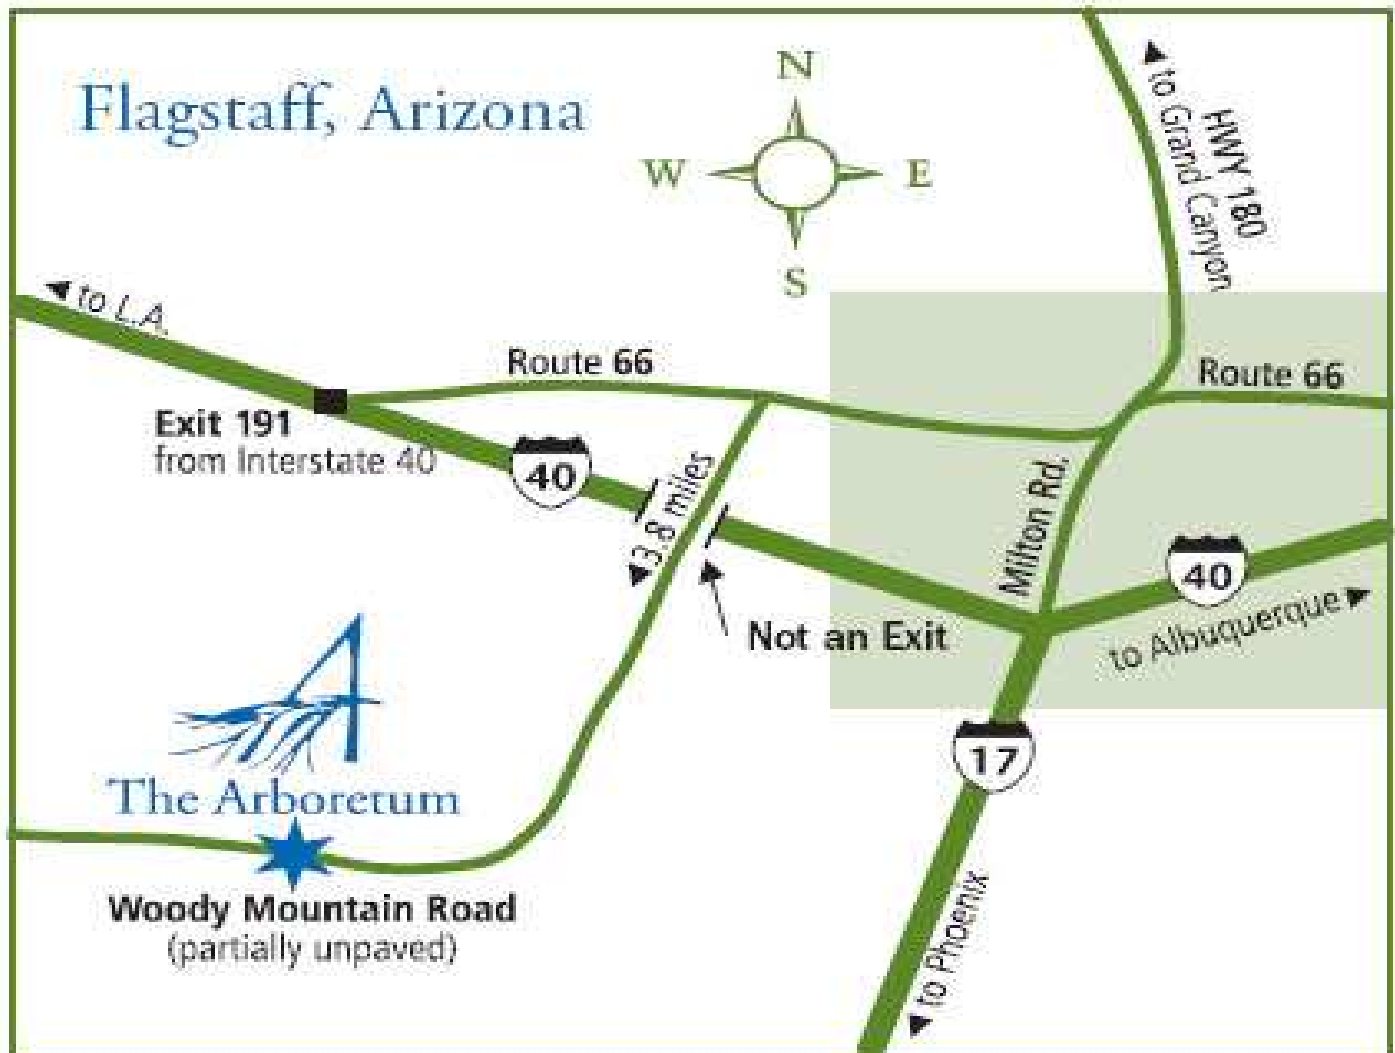 Flagstaff, Arizona
N
W
E
S
to Grand Canyon
HWY 180
to L.A.
Route 66
Route 66
Exit 191
from Interstate 40
40
3.8 miles
Milton Rd.
40
to Albuquerque
Not an Exit
17
The Arboretum
Woody Mountain Road
(partially unpaved)
to Phoenix